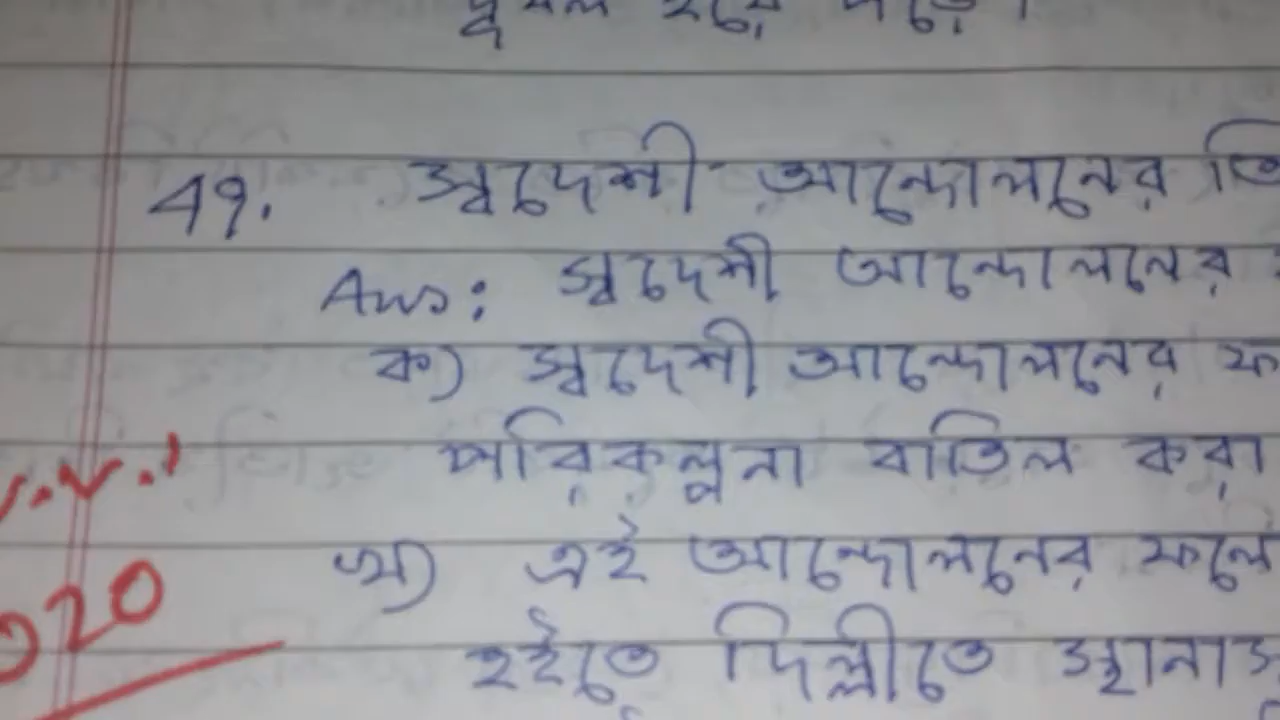 49. স্বদেশী আন্দোলনের
Ans: স্বদেশী আন্দোলনের
ক) স্বদেশী আন্দোলনের
পরিকল্পনা বাতিল করা
খ) এই আন্দোলনের ফলে
হইতে দিল্লীতে